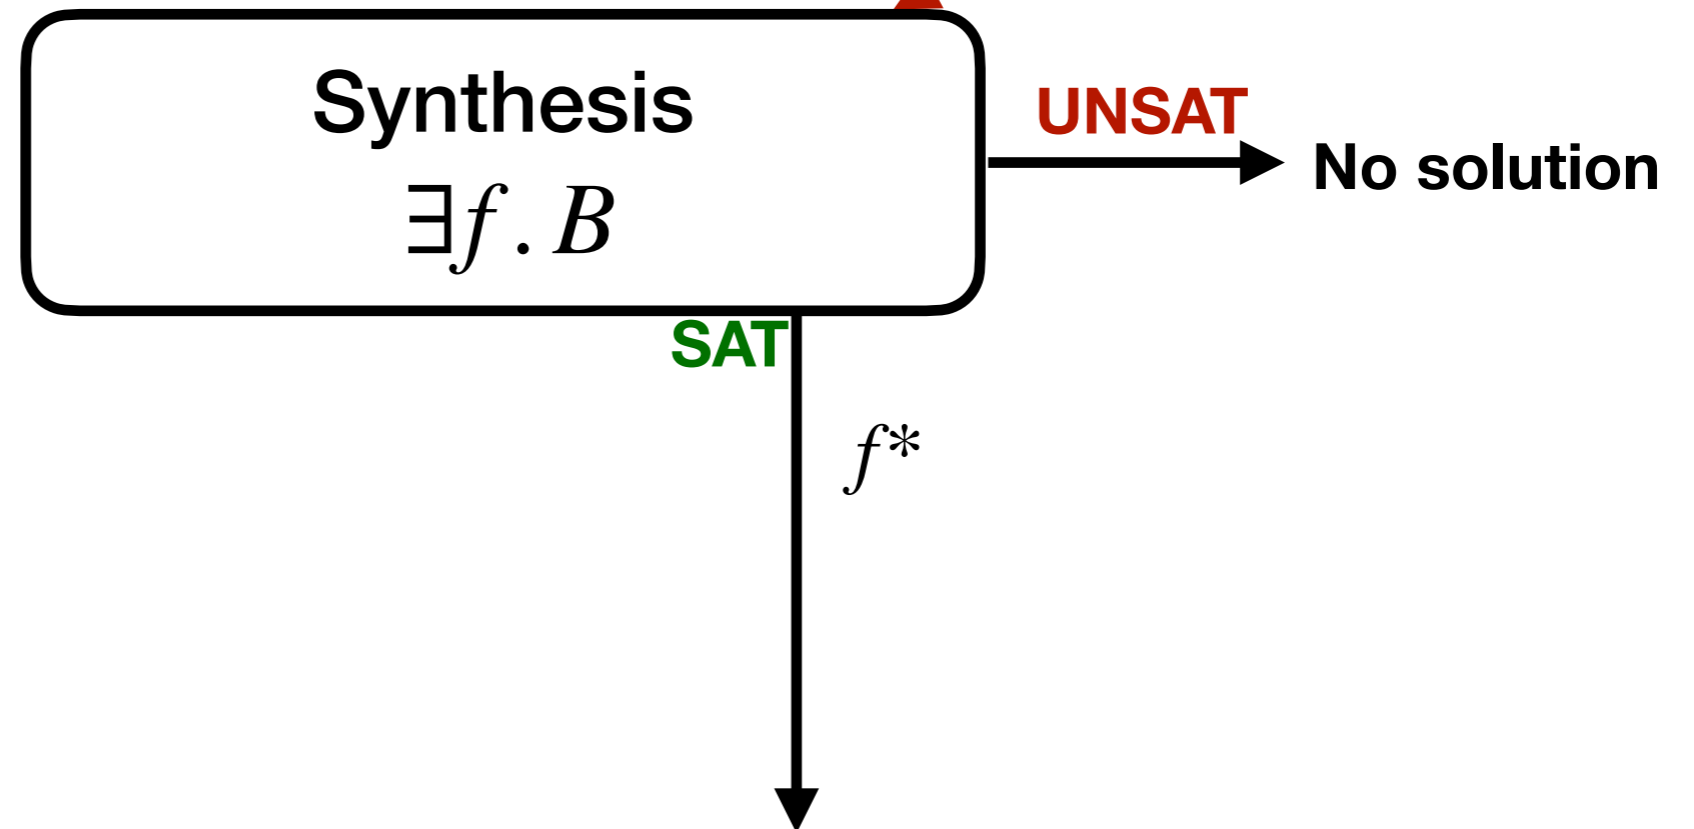 Synthesis
∃f . B
UNSAT
No solution
SAT
f*